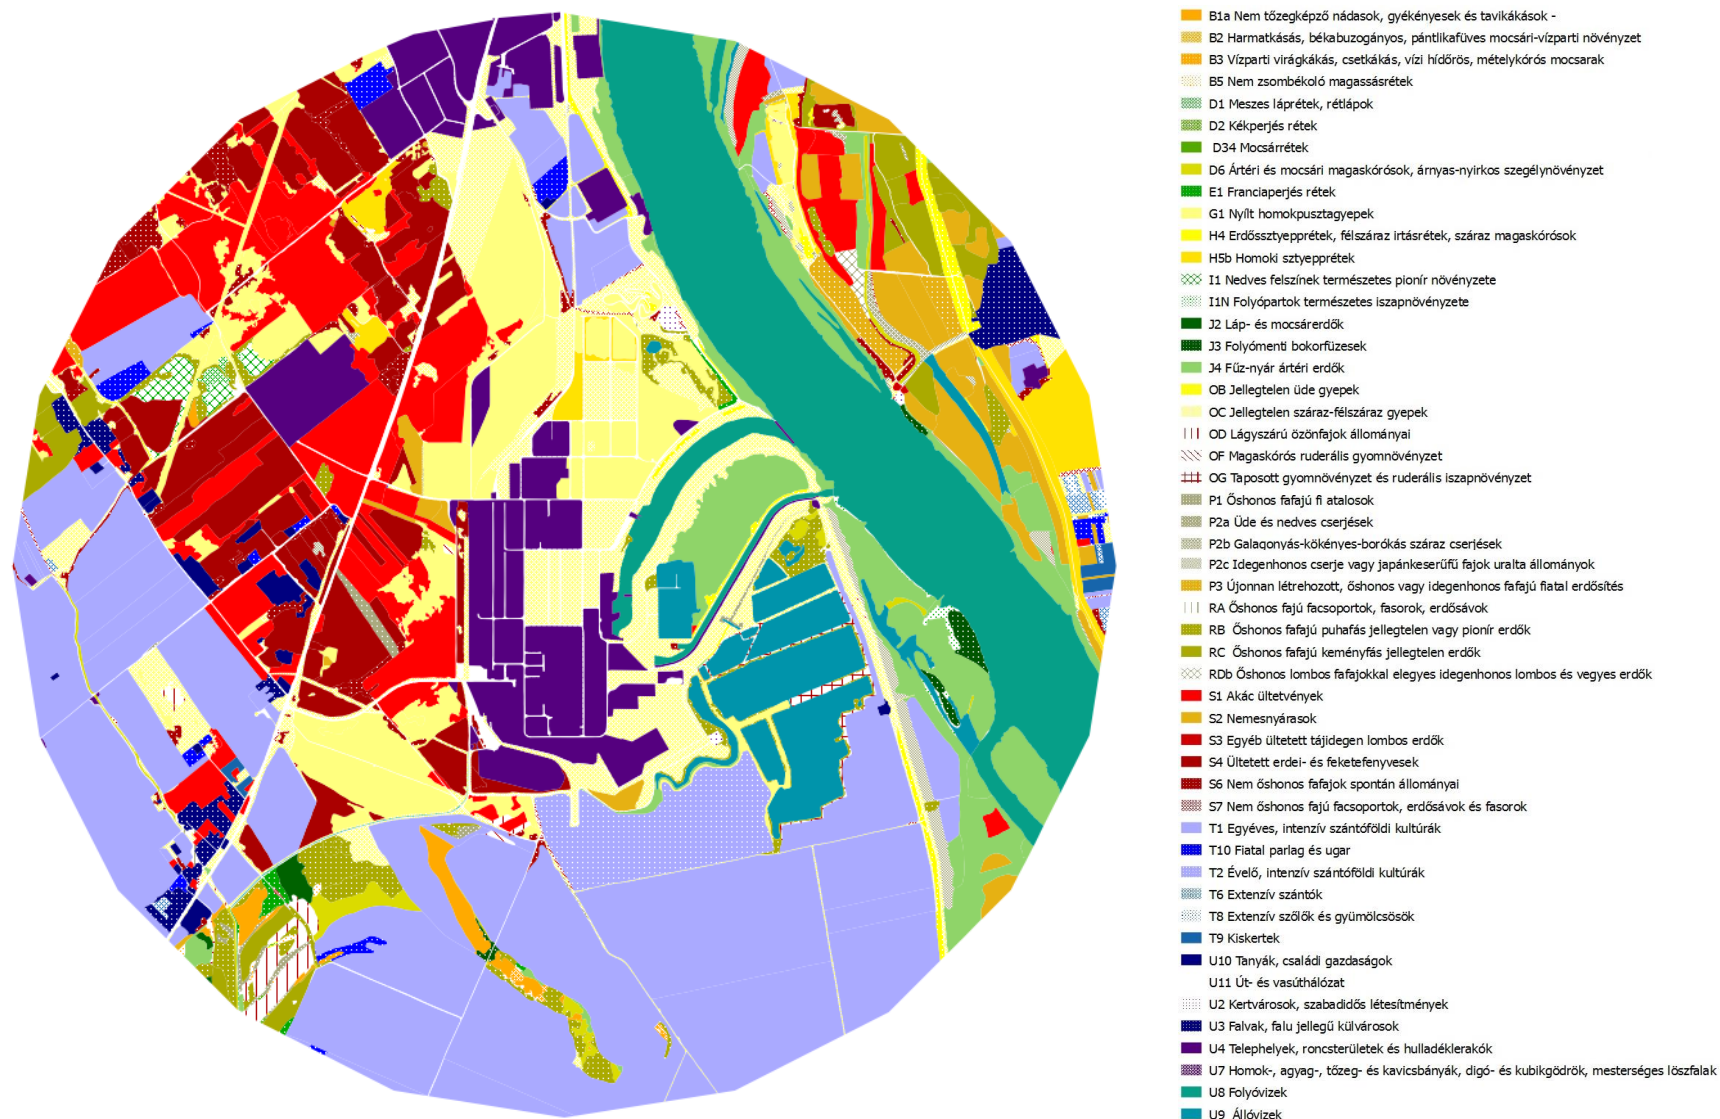 B1a Nem tőzegképző nádasok, gyékényesek és tavikákások -
B2 Harmatkásás, békabuzogányos, pántlikafüves mocsári-vízparti növényzet
B3 Vízparti virágkákás, csetkákás, vízi hídőrös, mételykórós mocsarak
B5 Nem zsombékoló magassásrétek
D1 Meszes láprétek, rétlápok
D2 Kékperjés rétek
D34 Mocsárrétek
D6 Ártéri és mocsári magaskórósok, árnyas-nyirkos szegélynövényzet
E1 Franciaperjés rétek
G1 Nyílt homokpusztagyepek
H4 Erdőssztyepprétek, félszáraz irtásrétek, száraz magaskórósok
H5b Homoki sztyepprétek
I1 Nedves felszínek természetes pionír növényzete
I1N Folyópartok természetes iszapnövényzete
J2 Láp- és mocsárerdők
J3 Folyómenti bokorfüzesek
J4 Fűz-nyár ártéri erdők
OB Jellegtelen üde gyepek
OC Jellegtelen száraz-félszáraz gyepek
OD Lágyszárú özönfajok állományai
OF Magaskórós ruderális gyomnövényzet
OG Taposott gyomnövényzet és ruderális iszapnövényzet
P1 Őshonos fafajú fi atalosok
P2a Üde és nedves cserjések
P2b Galagonyás-kökényes-borókás száraz cserjések
P2c Idegenhonos cserje vagy japánkeserűfű fajok uralta állományok
P3 Újonnan létrehozott, őshonos vagy idegenhonos fafajú fiatal erdősítés
RA Őshonos fajú facsoportok, fasorok, erdősávok
RB Őshonos fafajú puhafás jellegtelen vagy pionír erdők
RC Őshonos fafajú keményfás jellegtelen erdők
RDb Őshonos lombos fafajokkal elegyes idegenhonos lombos és vegyes erdők
S1 Akác ültetvények
S2 Nemesnyárasok
S3 Egyéb ültetett tájidegen lombos erdők
S4 Ültetett erdei- és feketefenyvesek
S6 Nem őshonos fafajok spontán állományai
S7 Nem őshonos fajú facsoportok, erdősávok és fasorok
T1 Egyéves, intenzív szántóföldi kultúrák
T10 Fiatal parlag és ugar
T2 Évelő, intenzív szántóföldi kultúrák
T6 Extenzív szántók
T8 Extenzív szőlők és gyümölcsösök
T9 Kiskertek
U10 Tanyák, családi gazdaságok
U11 Út- és vasúthálózat
U2 Kertvárosok, szabadidős létesítmények
U3 Falvak, falu jellegű külvárosok
U4 Telephelyek, roncsterületek és hulladéklerakók
U7 Homok-, agyag-, tőzeg- és kavicsbányák, digó- és kubikgödrök, mesterséges löszfalak
U8 Folyóvizek
U9 Állóvizek